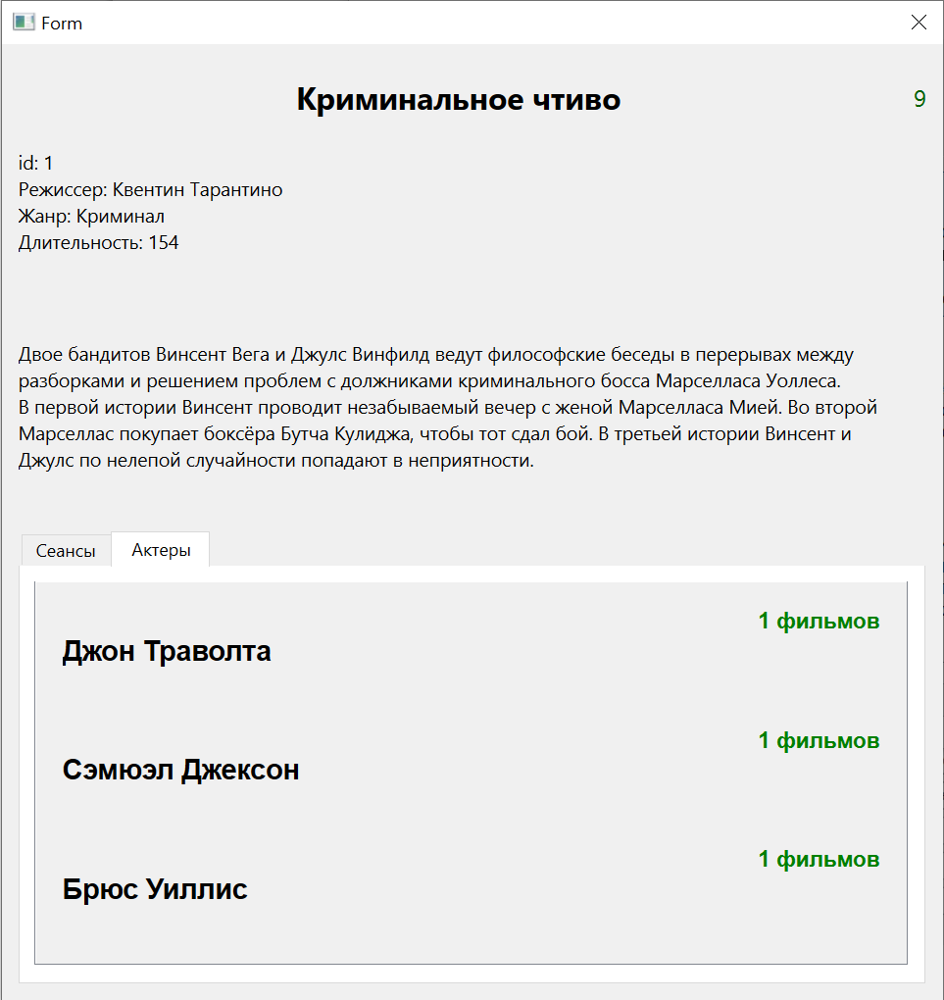 Form
Криминальное чтиво
9
id: 1
Режиссер: Квентин Тарантино
Жанр: Криминал
Длительность: 154
Двое бандитов Винсент Вега и Джулс Винфилд ведут философские беседы в перерывах между
разборками и решением проблем с должниками криминального босса Марселласа Уоллеса.
В первой истории Винсент проводит незабываемый вечер с женой Марселласа Мией. Во второй
Марселлас покупает боксёра Бутча Кулиджа, чтобы тот сдал бой. В третьей истории Винсент и
Джулс по нелепой случайности попадают в неприятности.
Сеансы
Актеры
1 фильмов
Джон Траволта
1 фильмов
Сэмюэл Джексон
1 фильмов
Брюс Уиллис